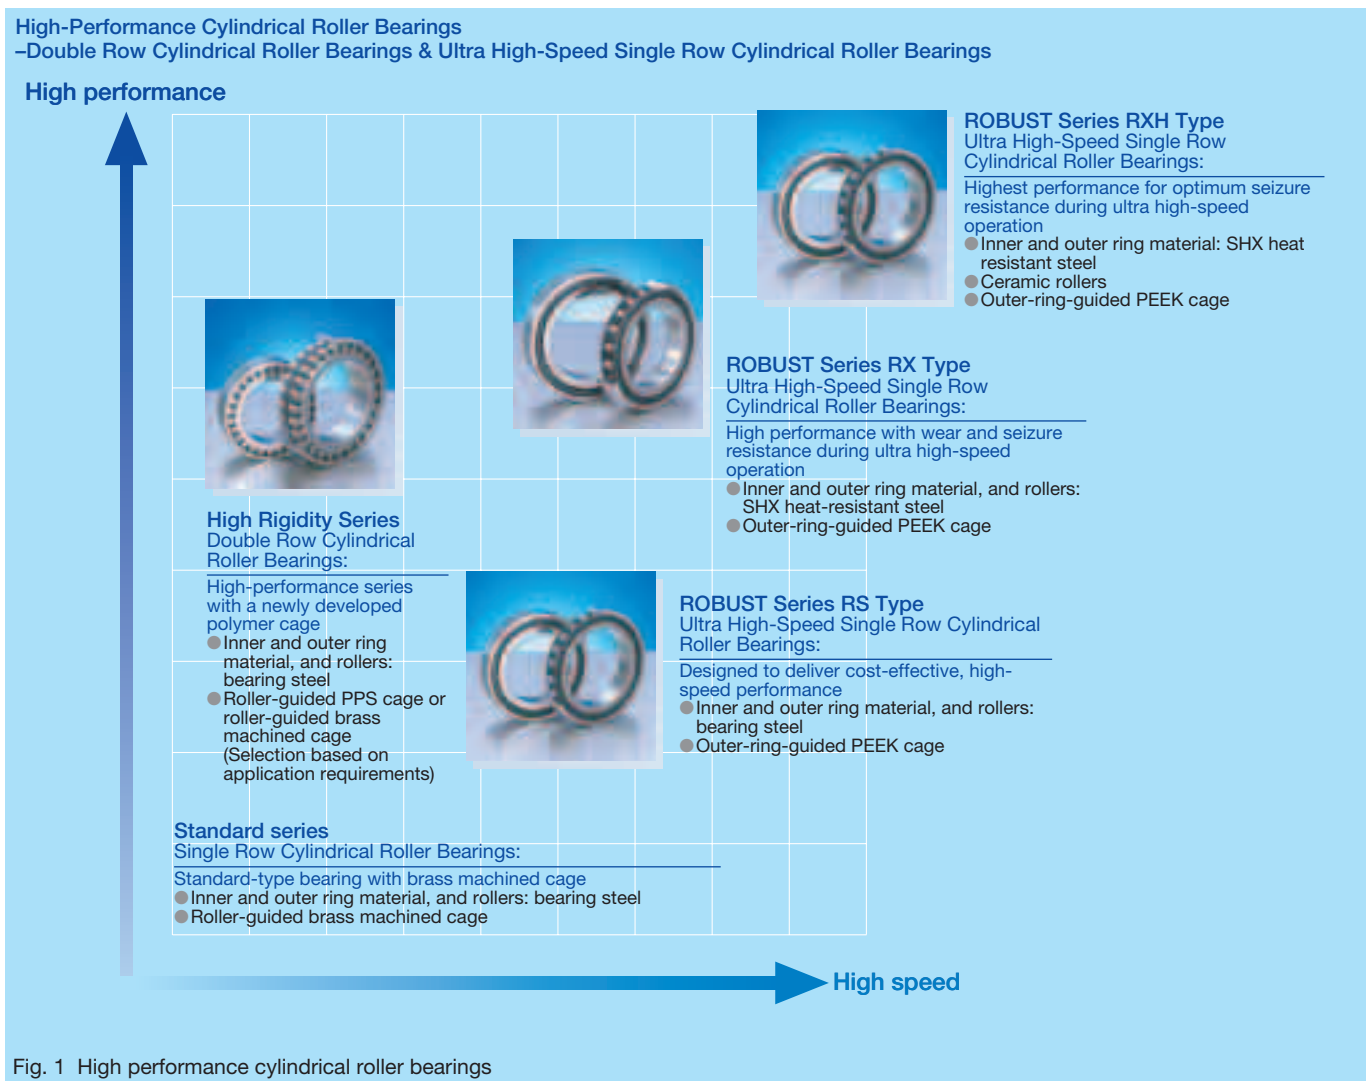 High-Performance Cylindrical Roller Bearings
–Double Row Cylindrical Roller Bearings & Ultra High-Speed Single Row Cylindrical Roller Bearings
High performance
ROBUST Series RXH Type
Ultra High-Speed Single Row
Cylindrical Roller Bearings:
Highest performance for optimum seizure
resistance during ultra high-speed
operation
●Inner and outer ring material: SHX heat
resistant steel
●Ceramic rollers
●Outer-ring-guided PEEK cage
ROBUST Series RX Type
Ultra High-Speed Single Row
Cylindrical Roller Bearings:
High performance with wear and seizure
resistance during ultra high-speed
operation
●Inner and outer ring material, and rollers:
SHX heat-resistant steel
●Outer-ring-guided PEEK cage
High Rigidity Series
Double Row Cylindrical
Roller Bearings:
High-performance series
with a newly developed
polymer cage
●Inner and outer ring
material, and rollers:
bearing steel
●Roller-guided PPS cage or
roller-guided brass
machined cage
(Selection based on
application requirements)
ROBUST Series RS Type
Ultra High-Speed Single Row Cylindrical
Roller Bearings:
Designed to deliver cost-effective, high-
speed performance
●Inner and outer ring material, and rollers:
bearing steel
●Outer-ring-guided PEEK cage
Standard series
Single Row Cylindrical Roller Bearings:
Standard-type bearing with brass machined cage
●Inner and outer ring material, and rollers: bearing steel
●Roller-guided brass machined cage
High speed
Fig. 1 High performance cylindrical roller bearings